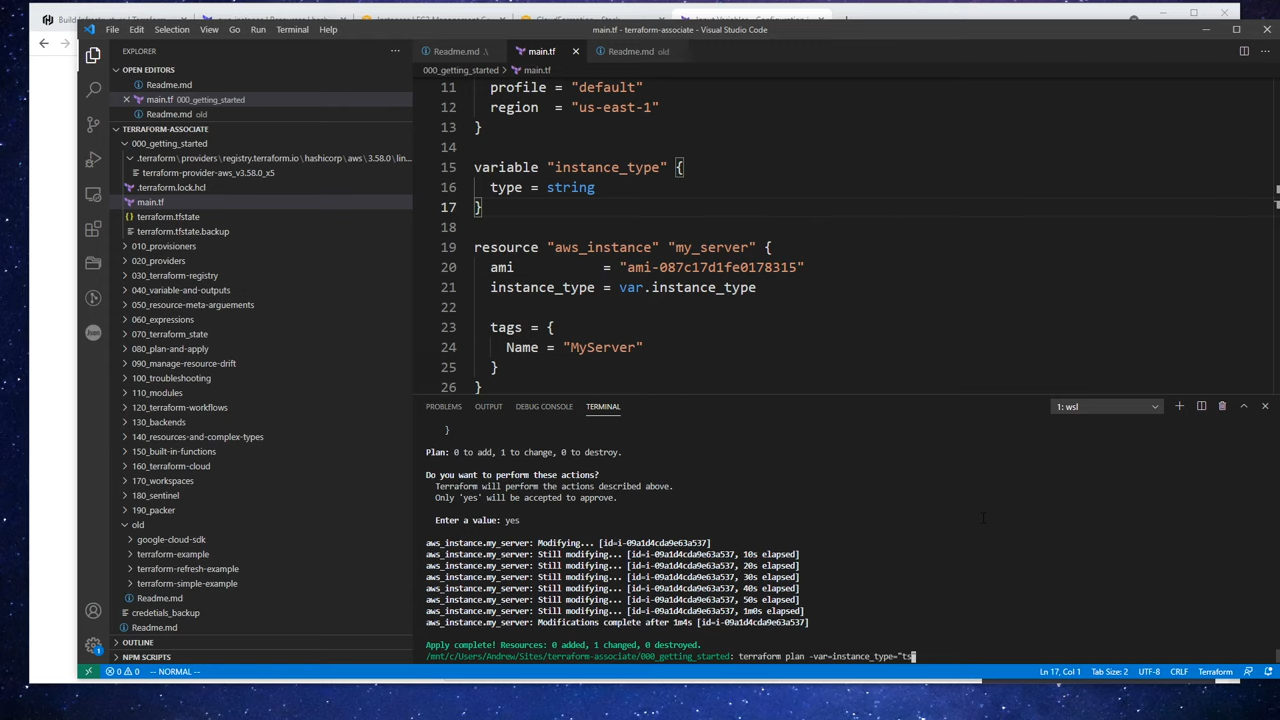 File Edit Selection View Go Run Terminal Help
main.tf - terraform-associate - Visual Studio Code
EXPLORER
OPEN EDITORS
Readme.md
main.tf 000_getting_started
Readme.md old
TERRAFORM-ASSOCIATE
000_getting_started
.terraform\providers\registry.terraform.io\hashicorp\aws\3.58.0\lin...
terraform-provider-aws_v3.58.0_x5
.terraform.lock.hcl
main.tf
terraform.tfstate
terraform.tfstate.backup
010_provisioners
020_providers
030_terraform-registry
040_variable-and-outputs
050_resource-meta-arguements
060_expressions
070_terraform_state
080_plan-and-apply
090_manage-resource-drift
100_troubleshooting
110_modules
120_terraform-workflows
130_backends
140_resources-and-complex-types
150_built-in-functions
160_terraform-cloud
170_workspaces
180_sentinel
190_packer
old
google-cloud-sdk
terraform-example
terraform-refresh-example
terraform-simple-example
Readme.md
credetials_backup
Readme.md
OUTLINE
NPM SCRIPTS
Readme.md .\ main.tf Readme.md old
000_getting_started > main.tf
11 profile = "default"
12 region = "us-east-1"
13 }
14
15 variable "instance_type" {
16 type = string
17 }
18
19 resource "aws_instance" "my_server" {
20 ami = "ami-087c17d1fe0178315"
21 instance_type = var.instance_type
22
23 tags = {
24 Name = "MyServer"
25 }
26 }
PROBLEMS OUTPUT DEBUG CONSOLE TERMINAL
1: wsl
}
Plan: 0 to add, 1 to change, 0 to destroy.
Do you want to perform these actions?
Terraform will perform the actions described above.
Only 'yes' will be accepted to approve.
Enter a value: yes
aws_instance.my_server: Modifying... [id=i-09a1d4cda9e63a537]
aws_instance.my_server: Still modifying... [id=i-09a1d4cda9e63a537, 10s elapsed]
aws_instance.my_server: Still modifying... [id=i-09a1d4cda9e63a537, 20s elapsed]
aws_instance.my_server: Still modifying... [id=i-09a1d4cda9e63a537, 30s elapsed]
aws_instance.my_server: Still modifying... [id=i-09a1d4cda9e63a537, 40s elapsed]
aws_instance.my_server: Still modifying... [id=i-09a1d4cda9e63a537, 50s elapsed]
aws_instance.my_server: Still modifying... [id=i-09a1d4cda9e63a537, 1m0s elapsed]
aws_instance.my_server: Modifications complete after 1m4s [id=i-09a1d4cda9e63a537]
Apply complete! Resources: 0 added, 1 changed, 0 destroyed.
/mnt/c/Users/Andrew/Sites/terraform-associate/000_getting_started: terraform plan -var=instance_type="ts
0 0 -- NORMAL --
Ln 17, Col 1 Tab Size: 2 UTF-8 CRLF Terraform